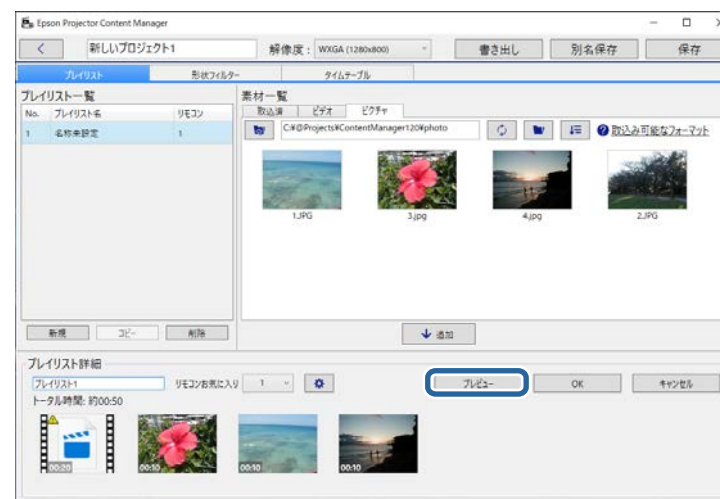 Epson Projector Content Manager
新しいプロジェクト1 解像度： WXGA (1280x800) 書き出し 別名保存 保存
プレイリスト 形状フィルター タイムテーブル
プレイリスト一覧 素材一覧
No. プレイリスト名 リモコン 取込済 ビデオ ピクチャ
1 名称未設定 1 C:¥@Projects¥ContentManager120¥photo 取込み可能なフォーマット
1.JPG 3.jpg 4.jpg 2.JPG
新規 コピー 削除 追加
プレイリスト詳細
プレイリスト1 リモコンお気に入り 1 プレビュー OK キャンセル
トータル時間: 約00:50
00:20 00:10 00:10 00:10